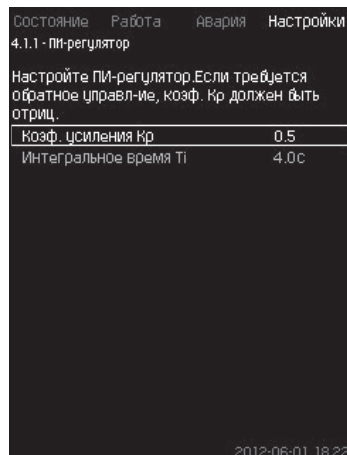 Состояние Работа Авария Настройки
4.1.1 - ПИ-регулятор
Настройте ПИ-регулятор.Если требуется
обратное управл-ие, коэф. Кр должен быть
отриц.
Коэф. усиления Кр 0.5
Интегральное время Ti 4.0с
2012-06-01 18:22